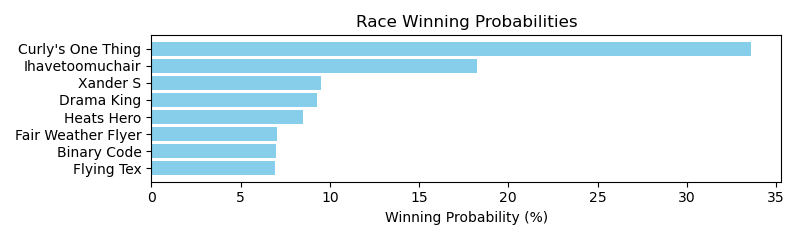 Race Winning Probabilities
Curly's One Thing
Ihavetoomuchair
Xander S
Drama King
Heats Hero
Fair Weather Flyer
Binary Code
Flying Tex
0 5 10 15 20 25 30 35
Winning Probability (%)